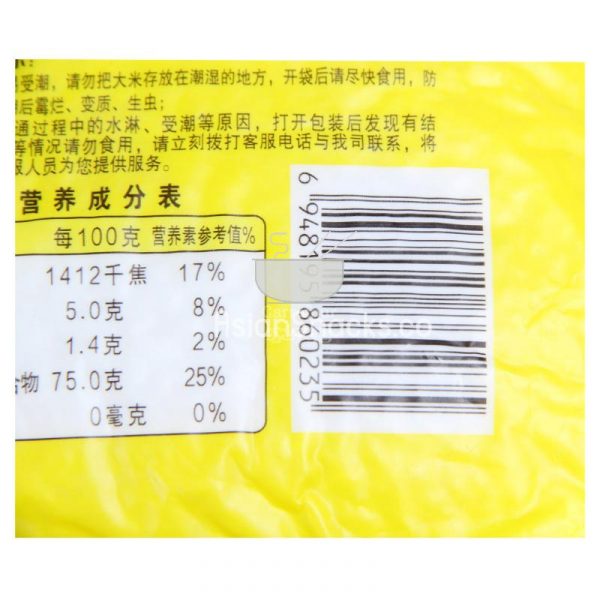 受潮，请勿把大米存放在潮湿的地方，开袋后请尽快食用，防
后霉烂、变质、生虫；
通过程中的水淋、受潮等原因，打开包装后发现有结
等情况请勿食用，请立刻拨打客服电话与我司联系，将
服人员为您提供服务。
营养成分表
每100克 营养素参考值%
1412千焦 17%
5.0克 8%
1.4克 2%
合物 75.0克 25%
0毫克 0%
6 948195 880235